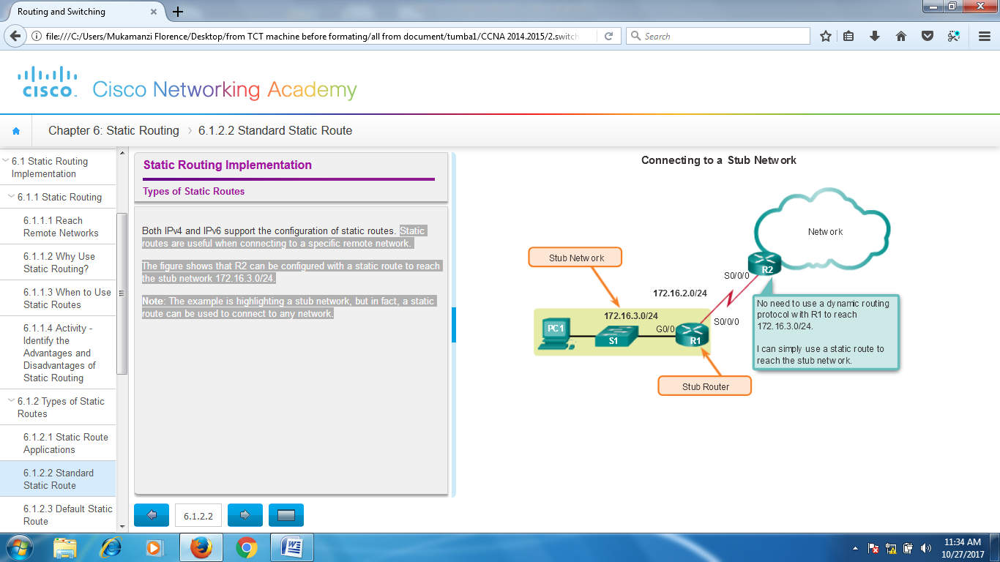 Routing and Switching
file:///C:/Users/Mukamanzi Florence/Desktop/from TCT machine before formating/all from document/tumba1/CCNA 2014.2015/2.switch
Search
CISCO
Cisco Networking Academy
Chapter 6: Static Routing
6.1.2.2 Standard Static Route
6.1 Static Routing
Implementation
6.1.1 Static Routing
6.1.1.1 Reach
Remote Networks
6.1.1.2 Why Use
Static Routing?
6.1.1.3 When to Use
Static Routes
6.1.1.4 Activity -
Identify the
Advantages and
Disadvantages of
Static Routing
6.1.2 Types of Static
Routes
6.1.2.1 Static Route
Applications
6.1.2.2 Standard
Static Route
6.1.2.3 Default Static
Route
Static Routing Implementation
Types of Static Routes
Both IPv4 and IPv6 support the configuration of static routes. Static
routes are useful when connecting to a specific remote network.
The figure shows that R2 can be configured with a static route to reach
the stub network 172.16.3.0/24.
Note: The example is highlighting a stub network, but in fact, a static
route can be used to connect to any network.
6.1.2.2
Connecting to a Stub Network
Network
Stub Network
R2
S0/0/0
172.16.2.0/24
No need to use a dynamic routing
protocol with R1 to reach
172.16.3.0/24.
I can simply use a static route to
reach the stub network.
172.16.3.0/24
S0/0/0
PC1
G0/0
S1
R1
Stub Router
11:34 AM
10/27/2017